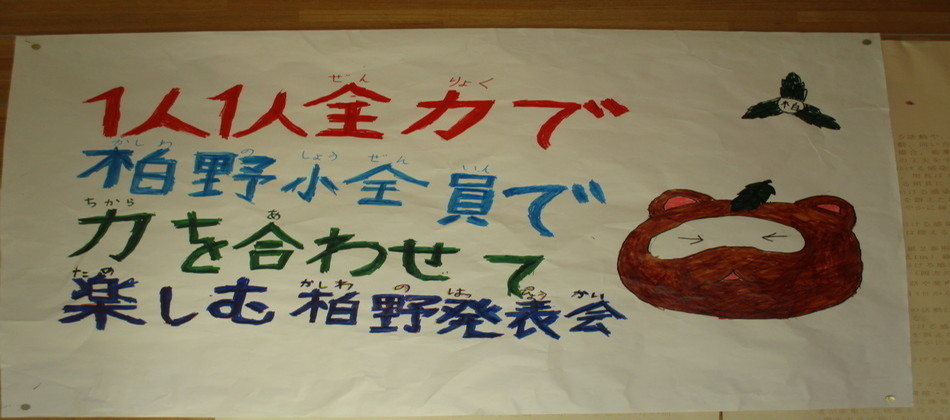 1人1人全力で
柏野小全員で
力を合わせて
楽しむ柏野発表会
柏